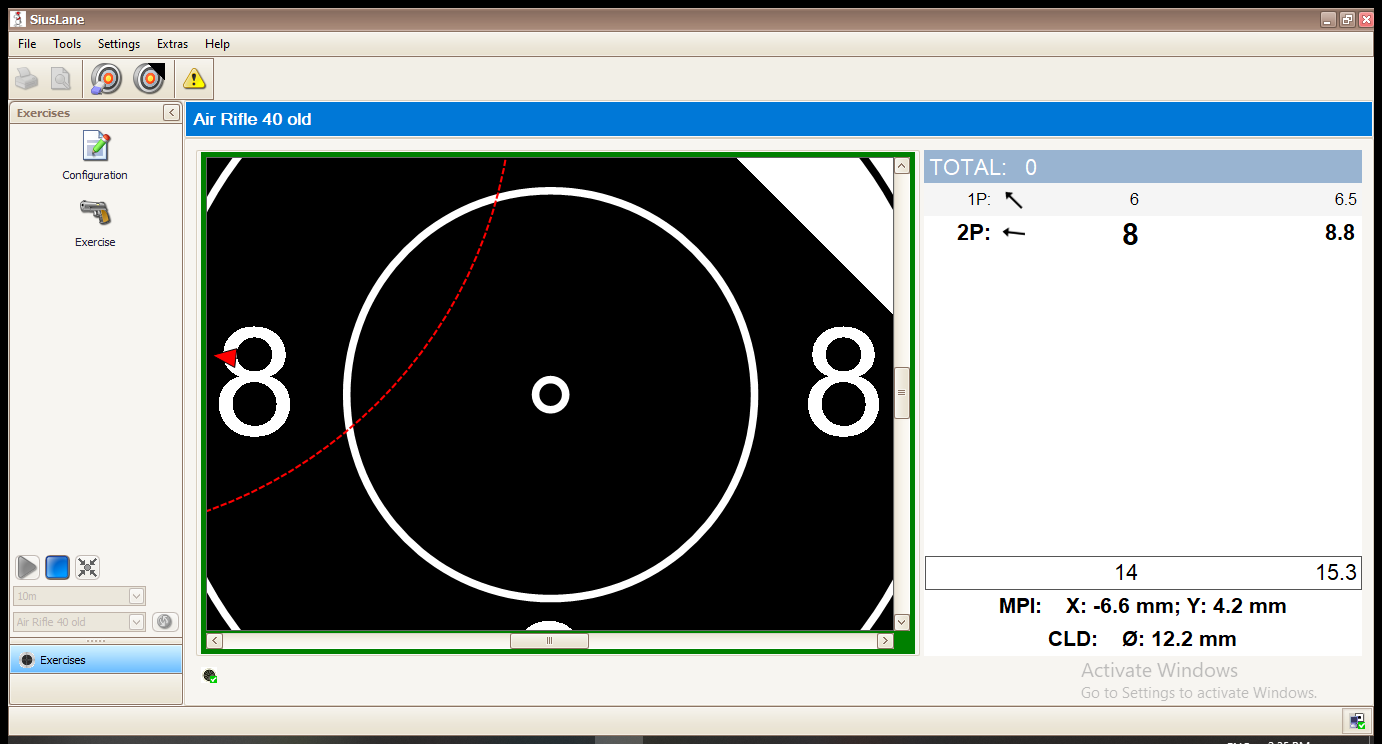 SiusLane
File Tools Settings Extras Help
Exercises
Air Rifle 40 old
Configuration
Exercise
8 8
TOTAL: 0
1P: 6 6.5
2P: 8 8.8
14 15.3
MPI: X: -6.6 mm; Y: 4.2 mm
CLD: Ø: 12.2 mm
10m
Air Rifle 40 old
Exercises
Activate Windows
Go to Settings to activate Windows.